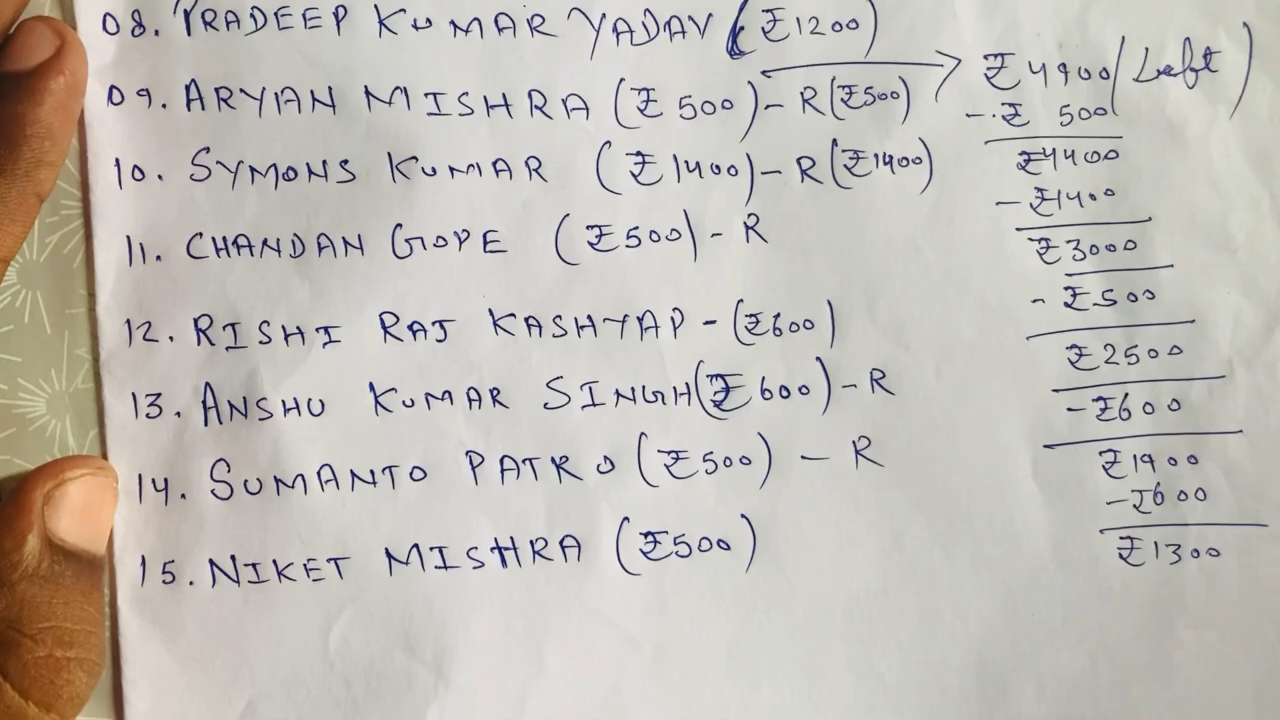 08. PRADEEP KUMAR YADAV (₹1200)
09. ARYAN MISHRA (₹500) - R(₹500)
10. SYMONS KUMAR (₹1400) - R(₹1400)
11. CHANDAN GOPE (₹500) - R
12. RISHI RAJ KASHYAP - (₹600)
13. ANSHU KUMAR SINGH (₹600) - R
14. SUMANTO PATRO (₹500) - R
15. NIKET MISHRA (₹500)
₹4900 (Left)
- ₹ 500
₹4400
- ₹1400
₹3000
- ₹500
₹2500
- ₹600
₹1900
- ₹600
₹1300